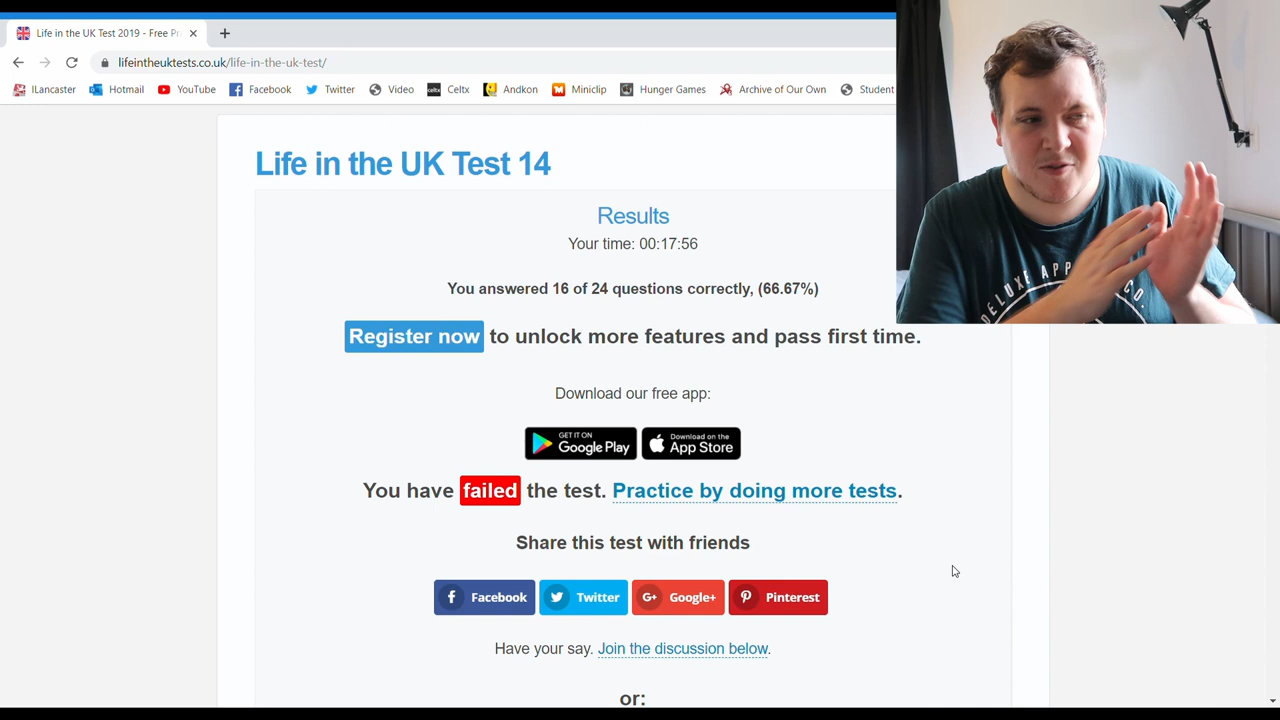 Life in the UK Test 2019 - Free Pr
lifeintheuktests.co.uk/life-in-the-uk-test/
ILancaster Hotmail YouTube Facebook Twitter Video Celtx Andkon Miniclip Hunger Games Archive of Our Own Student
Life in the UK Test 14
Results
Your time: 00:17:56
You answered 16 of 24 questions correctly, (66.67%)
Register now to unlock more features and pass first time.
Download our free app:
GET IT ON Google Play Download on the App Store
You have failed the test. Practice by doing more tests.
Share this test with friends
Facebook Twitter G+ Google+ Pinterest
Have your say. Join the discussion below.
or:
DELUXE APP CO.